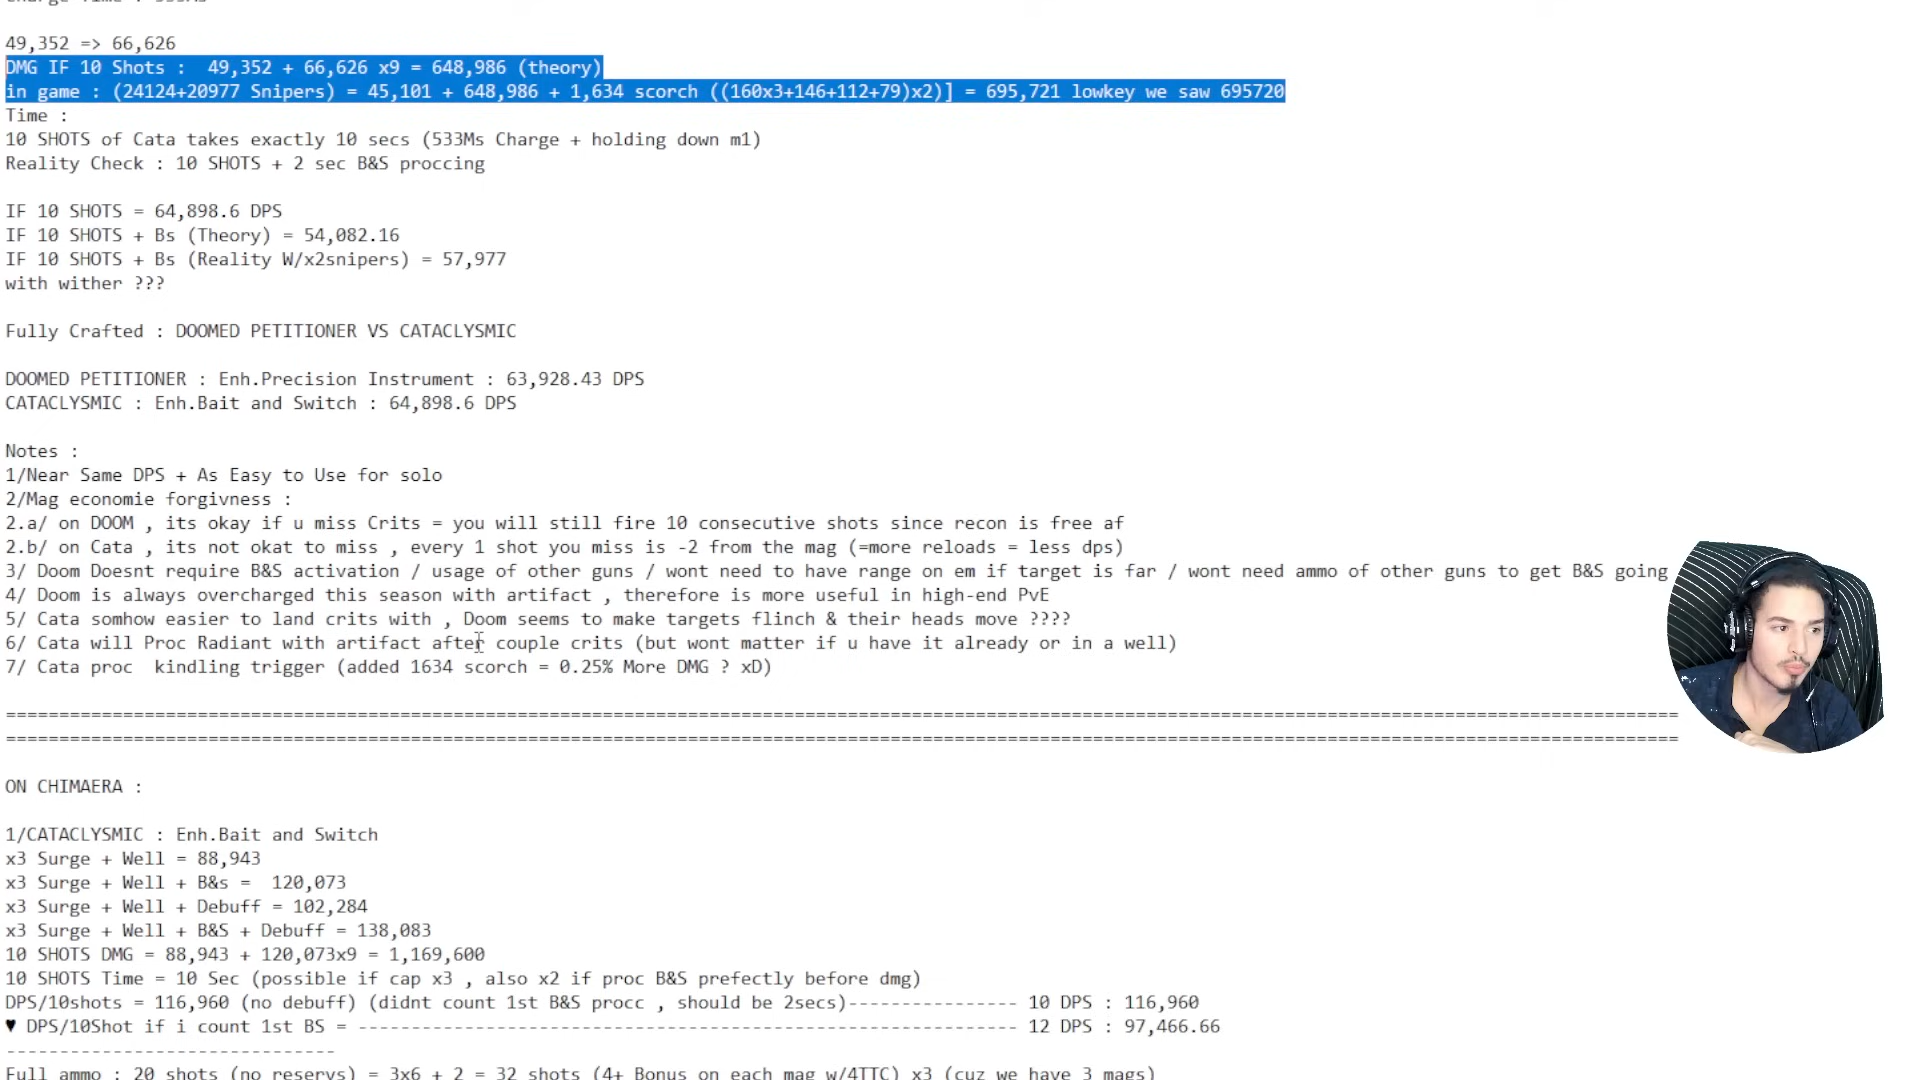 49,352 => 66,626
DMG IF 10 Shots :  49,352 + 66,626 x9 = 648,986 (theory)
in game : (24124+20977 Snipers) = 45,101 + 648,986 + 1,634 scorch ((160x3+146+112+79)x2)] = 695,721 lowkey we saw 695720
Time :
10 SHOTS of Cata takes exactly 10 secs (533Ms Charge + holding down m1)
Reality Check : 10 SHOTS + 2 sec B&S proccing
IF 10 SHOTS = 64,898.6 DPS
IF 10 SHOTS + Bs (Theory) = 54,082.16
IF 10 SHOTS + Bs (Reality W/x2snipers) = 57,977
with wither ???
Fully Crafted : DOOMED PETITIONER VS CATACLYSMIC
DOOMED PETITIONER : Enh.Precision Instrument : 63,928.43 DPS
CATACLYSMIC : Enh.Bait and Switch : 64,898.6 DPS
Notes :
1/Near Same DPS + As Easy to Use for solo
2/Mag economie forgivness :
2.a/ on DOOM , its okay if u miss Crits = you will still fire 10 consecutive shots since recon is free af
2.b/ on Cata , its not okat to miss , every 1 shot you miss is -2 from the mag (=more reloads = less dps)
3/ Doom Doesnt require B&S activation / usage of other guns / wont need to have range on em if target is far / wont need ammo of other guns to get B&S going
4/ Doom is always overcharged this season with artifact , therefore is more useful in high-end PvE
5/ Cata somhow easier to land crits with , Doom seems to make targets flinch & their heads move ????
6/ Cata will Proc Radiant with artifact after couple crits (but wont matter if u have it already or in a well)
7/ Cata proc  kindling trigger (added 1634 scorch = 0.25% More DMG ? xD)
ON CHIMAERA :
1/CATACLYSMIC : Enh.Bait and Switch
x3 Surge + Well = 88,943
x3 Surge + Well + B&s =  120,073
x3 Surge + Well + Debuff = 102,284
x3 Surge + Well + B&S + Debuff = 138,083
10 SHOTS DMG = 88,943 + 120,073x9 = 1,169,600
10 SHOTS Time = 10 Sec (possible if cap x3 , also x2 if proc B&S prefectly before dmg)
DPS/10shots = 116,960 (no debuff) (didnt count 1st B&S procc , should be 2secs)---------------- 10 DPS : 116,960
♥ DPS/10Shot if i count 1st BS = -------------------------------------------------------------- 12 DPS : 97,466.66
-------------------------------
Full ammo : 20 shots (no reservs) = 3x6 + 2 = 32 shots (4+ Bonus on each mag w/4TTC) x3 (cuz we have 3 mags)